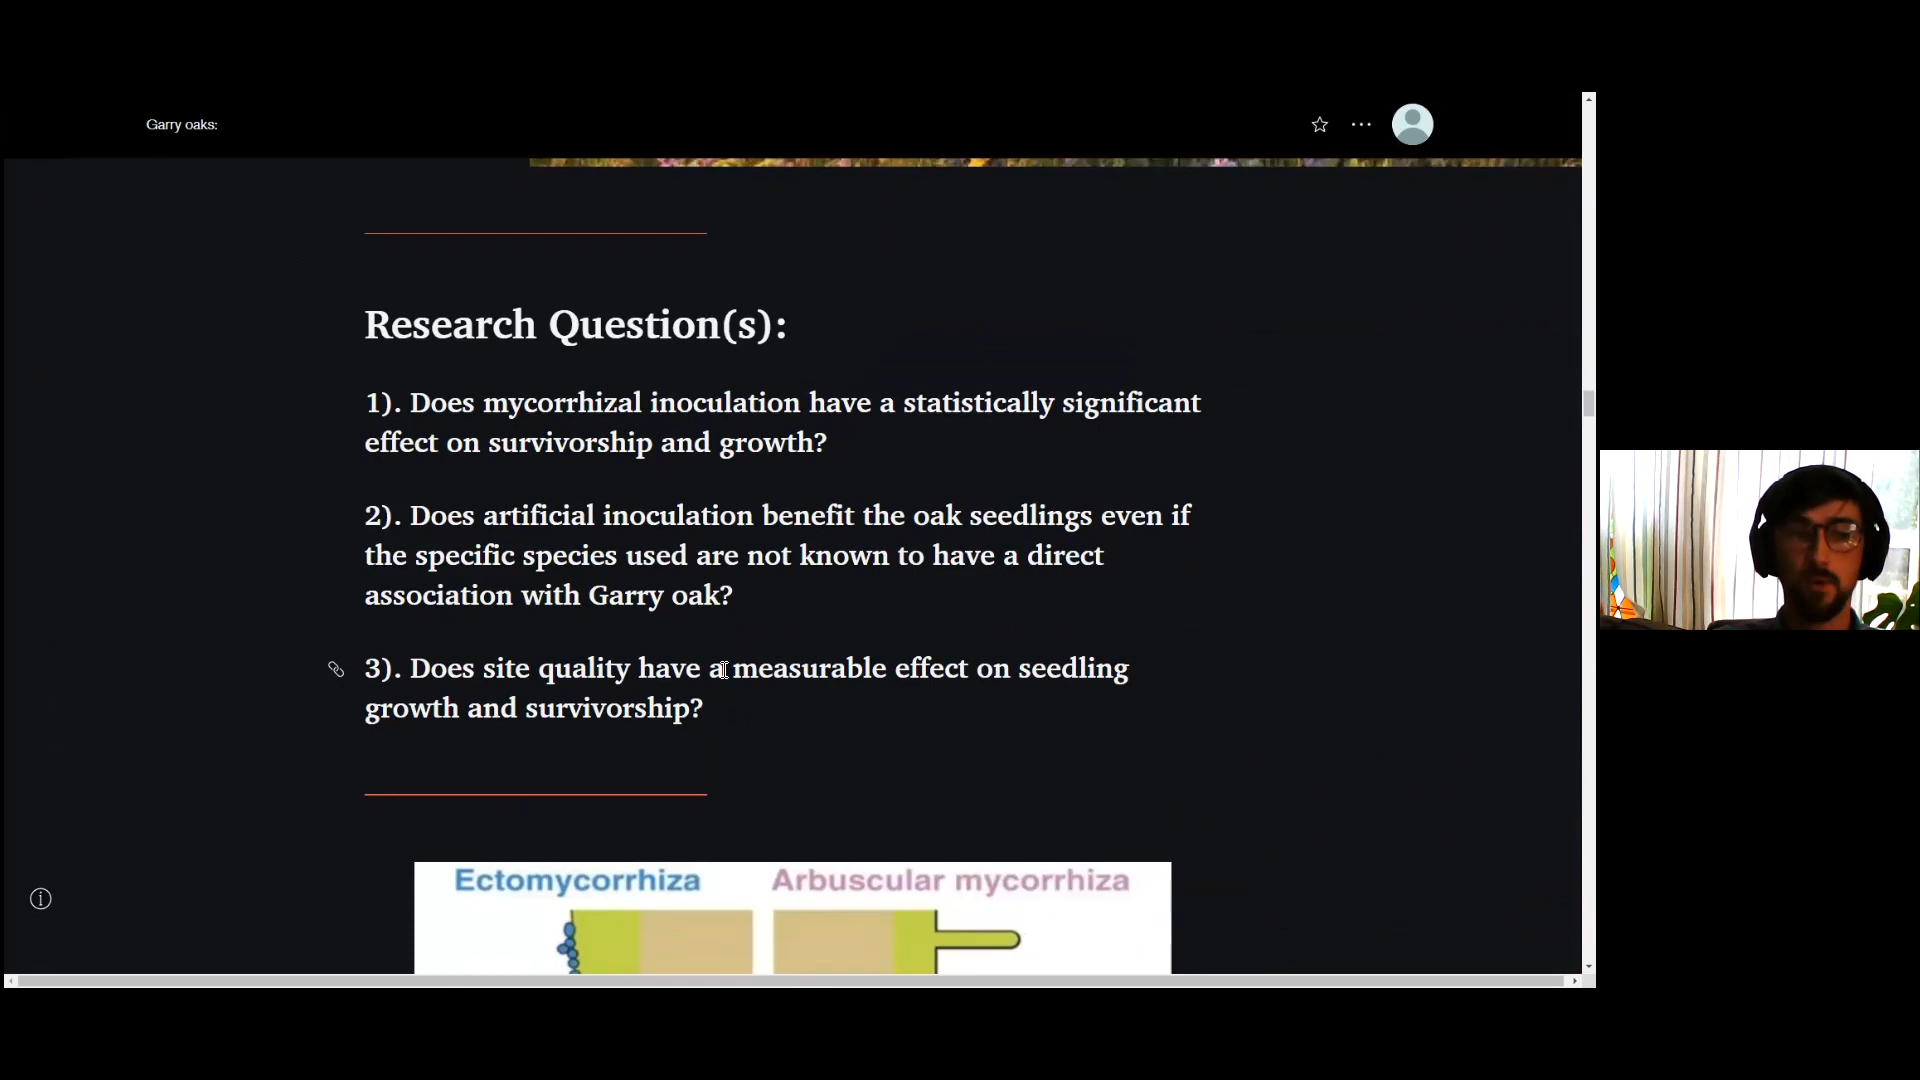 Garry oaks:
Research Question(s):
1). Does mycorrhizal inoculation have a statistically significant
effect on survivorship and growth?
2). Does artificial inoculation benefit the oak seedlings even if
the specific species used are not known to have a direct
association with Garry oak?
3). Does site quality have a measurable effect on seedling
growth and survivorship?
Ectomycorrhiza
Arbuscular mycorrhiza